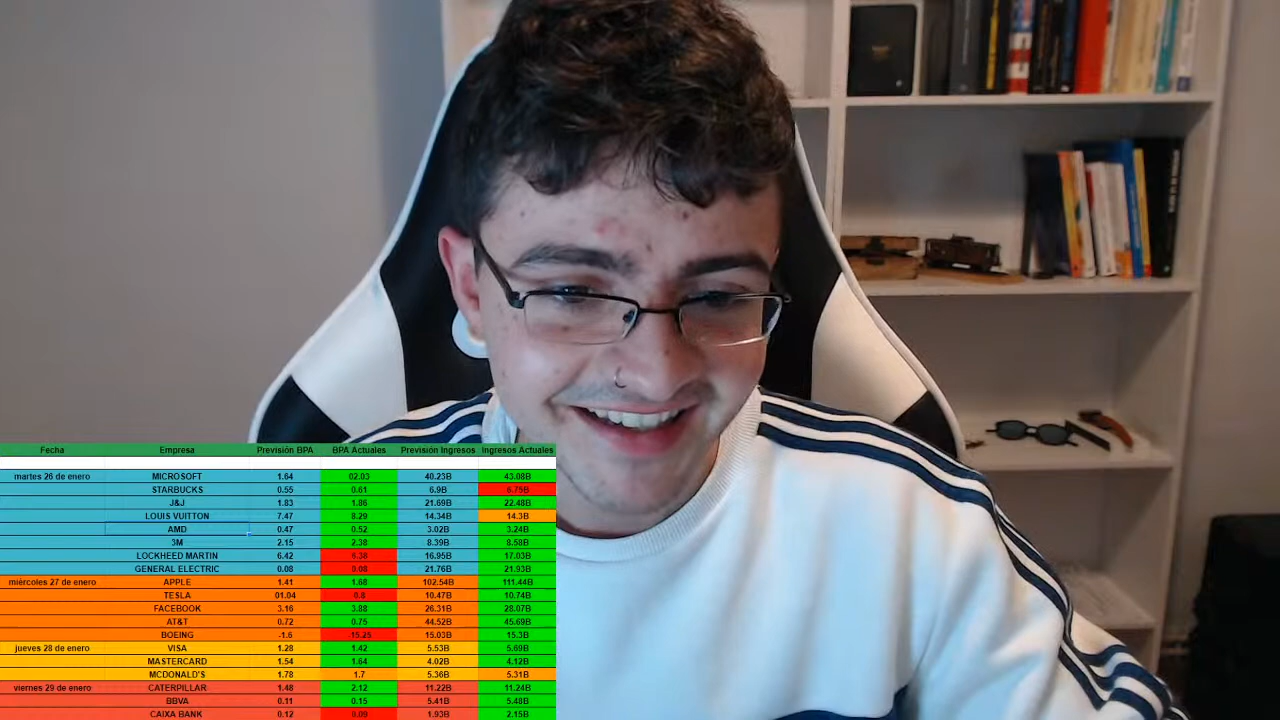 Fecha Empresa Previsión BPA BPA Actuales Previsión Ingresos Ingresos Actuales
martes 26 de enero MICROSOFT 1.64 02.03 40.23B 43.08B
STARBUCKS 0.55 0.61 6.9B 6.75B
J&J 1.83 1.86 21.69B 22.48B
LOUIS VUITTON 7.47 8.29 14.34B 14.3B
AMD 0.47 0.52 3.02B 3.24B
3M 2.15 2.38 8.39B 8.58B
LOCKHEED MARTIN 6.42 6.38 16.95B 17.03B
GENERAL ELECTRIC 0.08 0.08 21.76B 21.93B
miércoles 27 de enero APPLE 1.41 1.68 102.54B 111.44B
TESLA 01.04 0.8 10.47B 10.74B
FACEBOOK 3.16 3.88 26.31B 28.07B
AT&T 0.72 0.75 44.52B 45.69B
BOEING -1.6 -15.25 15.03B 15.3B
jueves 28 de enero VISA 1.28 1.42 5.53B 5.69B
MASTERCARD 1.54 1.64 4.02B 4.12B
MCDONALD'S 1.78 1.7 5.36B 5.31B
viernes 29 de enero CATERPILLAR 1.48 2.12 11.22B 11.24B
BBVA 0.11 0.15 5.41B 5.48B
CAIXA BANK 0.12 0.09 1.93B 2.15B